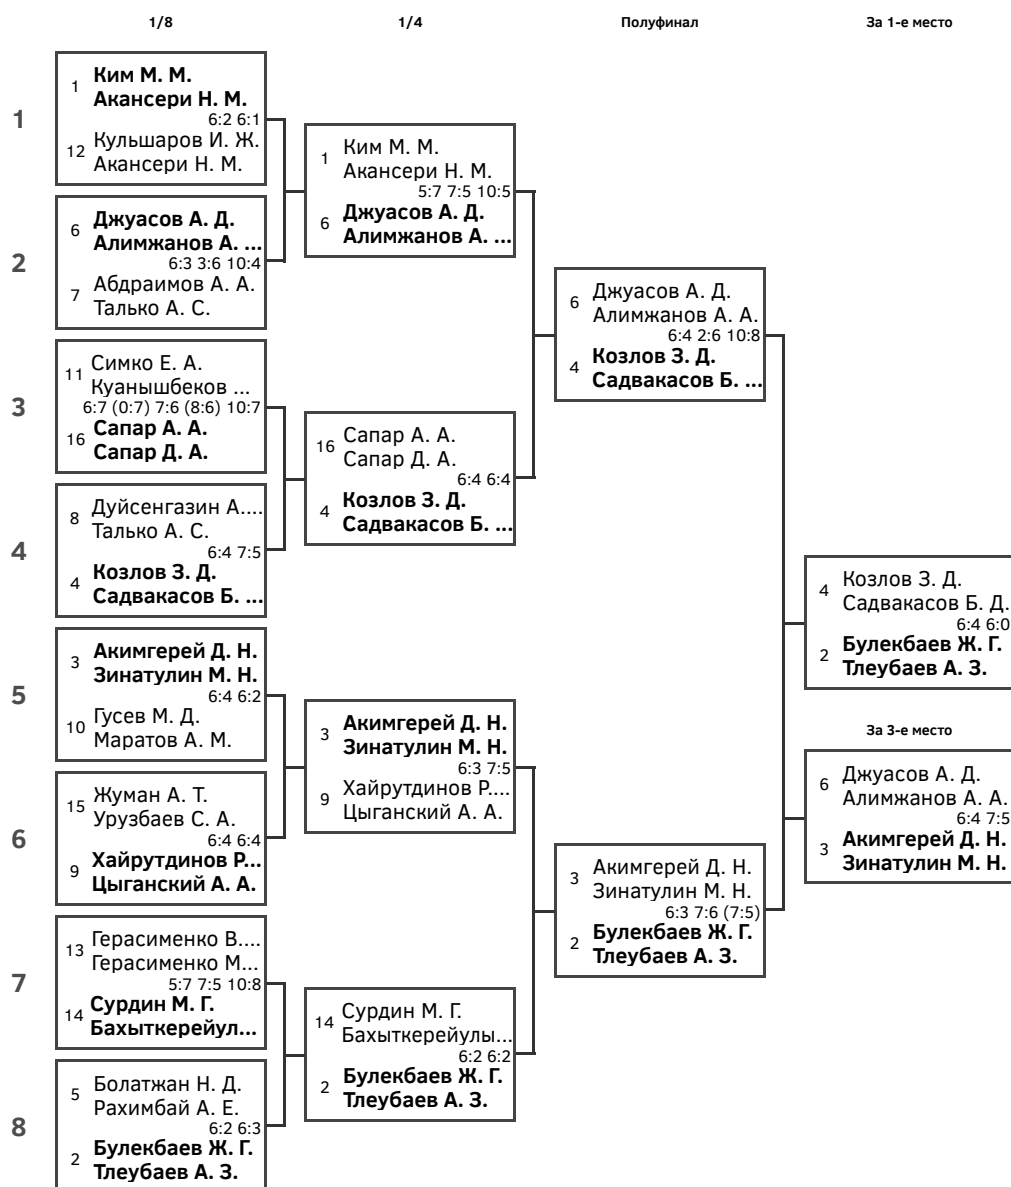 1/8
1/4
Полуфинал
За 1-е место
1
1
Ким М. М.
Акансери Н. М.
6:2 6:1
12
Кульшаров И. Ж.
Акансери Н. М.
2
6
Джуасов А. Д.
Алимжанов А. ...
6:3 3:6 10:4
7
Абдраимов А. А.
Талько А. С.
3
11
Симко Е. А.
Куанышбеков ...
6:7 (0:7) 7:6 (8:6) 10:7
16
Сапар А. А.
Сапар Д. А.
4
8
Дуйсенгазин А....
Талько А. С.
6:4 7:5
4
Козлов З. Д.
Садвакасов Б. ...
5
3
Акимгерей Д. Н.
Зинатулин М. Н.
6:4 6:2
10
Гусев М. Д.
Маратов А. М.
6
15
Жуман А. Т.
Урузбаев С. А.
6:4 6:4
9
Хайрутдинов Р...
Цыганский А. А.
7
13
Герасименко В....
Герасименко М...
5:7 7:5 10:8
14
Сурдин М. Г.
Бахыткерейул...
8
5
Болатжан Н. Д.
Рахимбай А. Е.
6:2 6:3
2
Булекбаев Ж. Г.
Тлеубаев А. З.
1
Ким М. М.
Акансери Н. М.
5:7 7:5 10:5
6
Джуасов А. Д.
Алимжанов А. ...
16
Сапар А. А.
Сапар Д. А.
6:4 6:4
4
Козлов З. Д.
Садвакасов Б. ...
3
Акимгерей Д. Н.
Зинатулин М. Н.
6:3 7:5
9
Хайрутдинов Р....
Цыганский А. А.
14
Сурдин М. Г.
Бахыткерейулы...
6:2 6:2
2
Булекбаев Ж. Г.
Тлеубаев А. З.
6
Джуасов А. Д.
Алимжанов А. А.
6:4 2:6 10:8
4
Козлов З. Д.
Садвакасов Б. ...
3
Акимгерей Д. Н.
Зинатулин М. Н.
6:3 7:6 (7:5)
2
Булекбаев Ж. Г.
Тлеубаев А. З.
4
Козлов З. Д.
Садвакасов Б. Д.
6:4 6:0
2
Булекбаев Ж. Г.
Тлеубаев А. З.
За 3-е место
6
Джуасов А. Д.
Алимжанов А. А.
6:4 7:5
3
Акимгерей Д. Н.
Зинатулин М. Н.